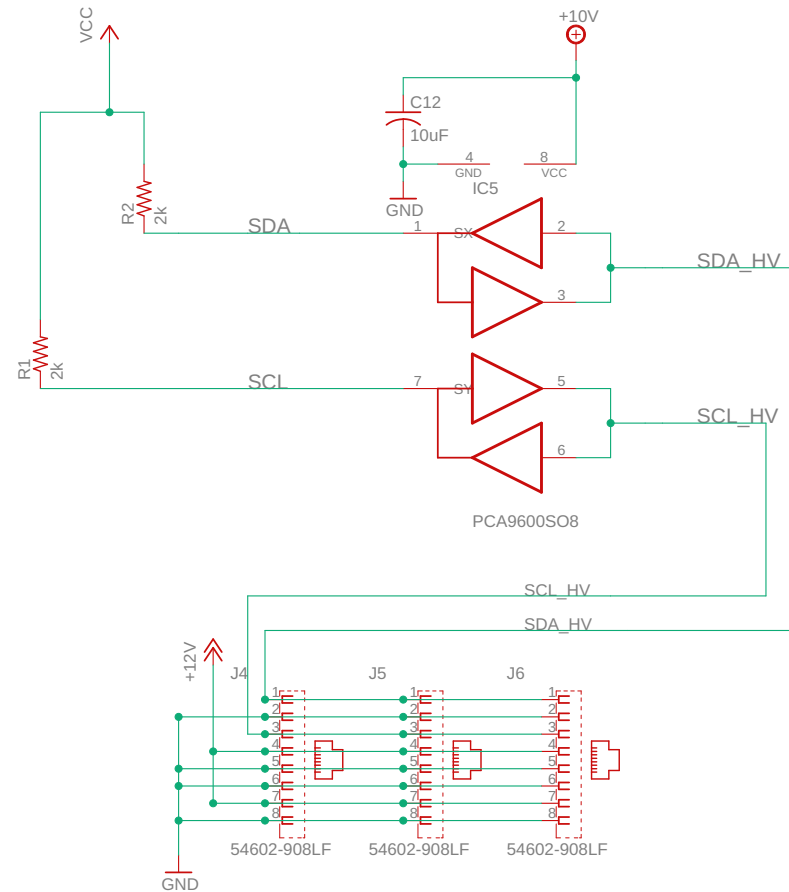 VCC
+10V
C12
10uF
4
8
GND
VCC
IC5
GND
R2
2k
SDA
1
SX
2
SDA_HV
3
R1
2k
SCL
7
SY
5
SCL_HV
6
PCA9600SO8
SCL_HV
SDA_HV
+12V
J4
J5
J6
1 1 1
2 2 2
3 3 3
4 4 4
5 5 5
6 6 6
7 7 7
8 8 8
54602-908LF 54602-908LF 54602-908LF
GND